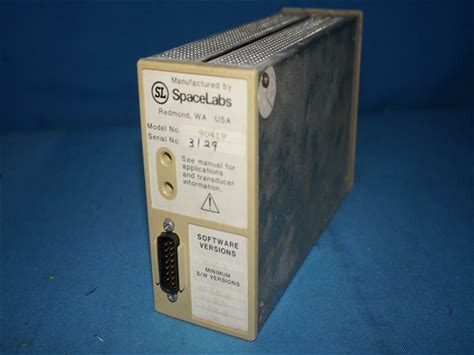 Manufactured by
SL SpaceLabs
Redmond, WA USA
Model No. 90419
Serial No. 3129
See manual for
applications
and transducer
information.
SOFTWARE
VERSIONS
MINIMUM
S/W VERSIONS